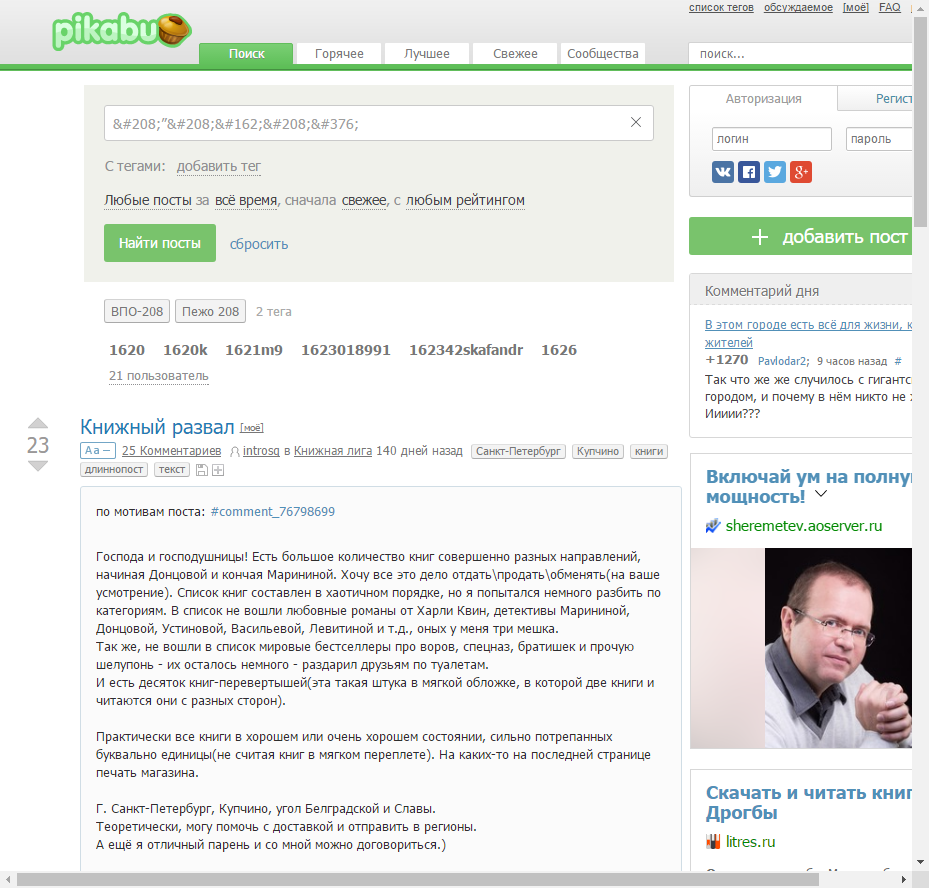 список тегов обсуждаемое [моё] FAQ
pikabu
Поиск Горячее Лучшее Свежее Сообщества поиск...
&#208;”&#208;&#162;&#208;&#376;
С тегами: добавить тег
Любые посты за всё время, сначала свежее, с любым рейтингом
Найти посты сбросить
ВПО-208 Пежо 208 2 тега
1620 1620k 1621m9 1623018991 162342skafandr 1626
21 пользователь
23
Книжный развал [моё]
Aa – 25 Комментариев introsq в Книжная лига 140 дней назад Санкт-Петербург Купчино книги
длиннопост текст
по мотивам поста: #comment_76798699
Господа и господушницы! Есть большое количество книг совершенно разных направлений,
начиная Донцовой и кончая Марининой. Хочу все это дело отдать\продать\обменять(на ваше
усмотрение). Список книг составлен в хаотичном порядке, но я попытался немного разбить по
категориям. В список не вошли любовные романы от Харли Квин, детективы Марининой,
Донцовой, Устиновой, Васильевой, Левитиной и т.д., оных у меня три мешка.
Так же, не вошли в список мировые бестселлеры про воров, спецназ, братишек и прочую
шелупонь - их осталось немного - раздарил друзьям по туалетам.
И есть десяток книг-перевертышей(эта такая штука в мягкой обложке, в которой две книги и
читаются они с разных сторон).
Практически все книги в хорошем или очень хорошем состоянии, сильно потрепанных
буквально единицы(не считая книг в мягком переплете). На каких-то на последней странице
печать магазина.
Г. Санкт-Петербург, Купчино, угол Белградской и Славы.
Теоретически, могу помочь с доставкой и отправить в регионы.
А ещё я отличный парень и со мной можно договориться.)
Авторизация Регист
логин пароль
g+
+ добавить пост
Комментарий дня
В этом городе есть всё для жизни, к
жителей
+1270 Pavlodar2; 9 часов назад #
Так что же же случилось с гигантс
городом, и почему в нём никто не ж
Иииии???
Включай ум на полну
мощность!
sheremetev.aoserver.ru
Скачать и читать книг
Дрогбы
litres.ru